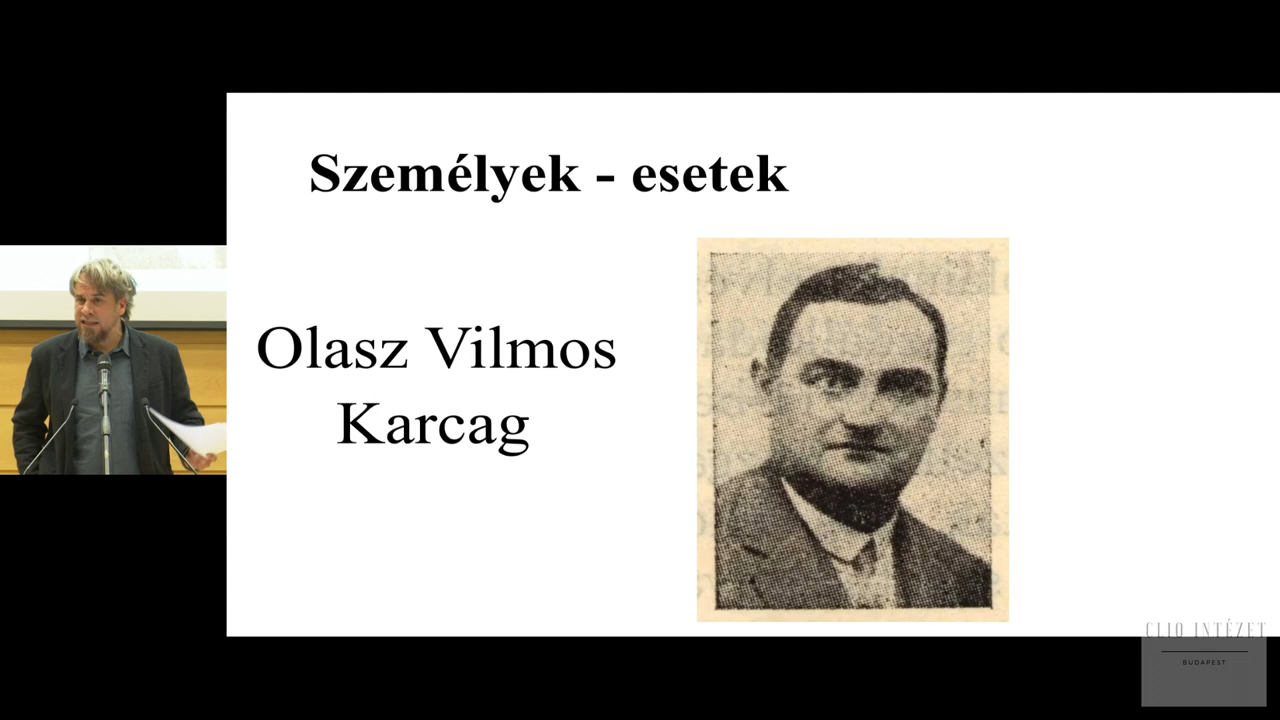 Személyek - esetek
Olasz Vilmos
Karcag
CLIO INTÉZET
BUDAPEST